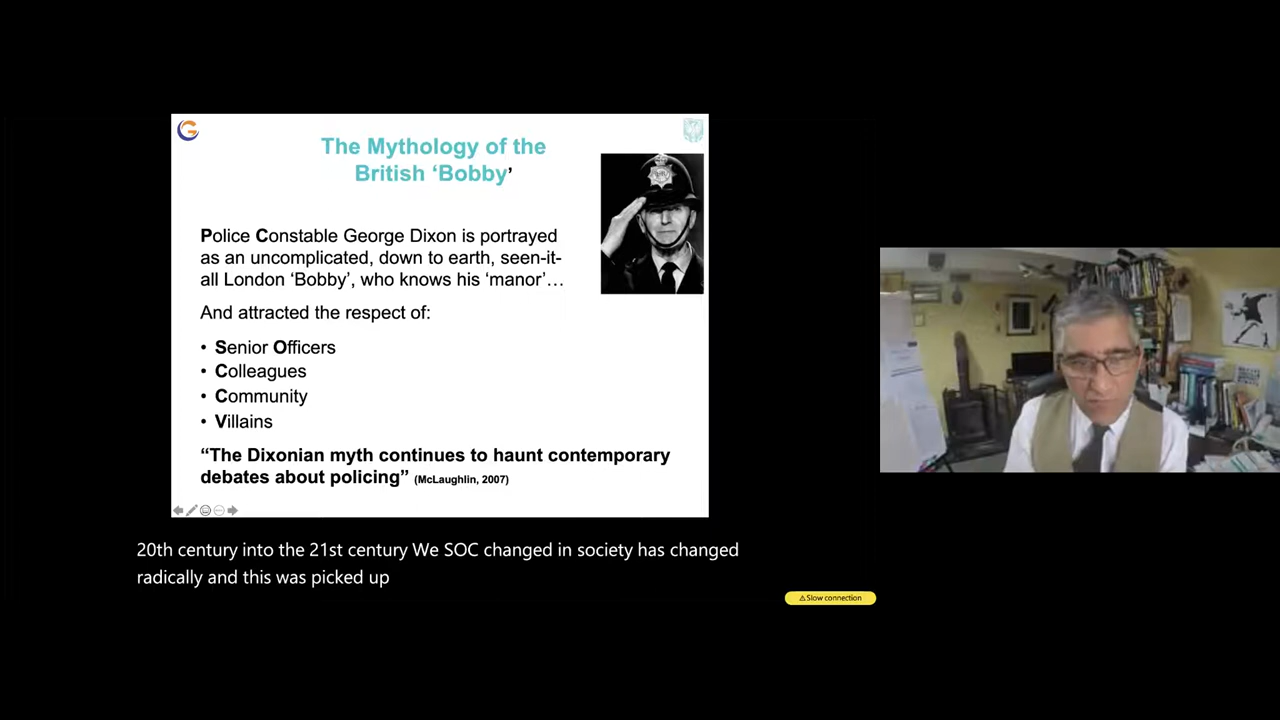 The Mythology of the
British ‘Bobby’
Police Constable George Dixon is portrayed
as an uncomplicated, down to earth, seen-it-
all London ‘Bobby’, who knows his ‘manor’…
And attracted the respect of:
• Senior Officers
• Colleagues
• Community
• Villains
“The Dixonian myth continues to haunt contemporary
debates about policing” (McLaughlin, 2007)
20th century into the 21st century We SOC changed in society has changed
radically and this was picked up
⚠Slow connection